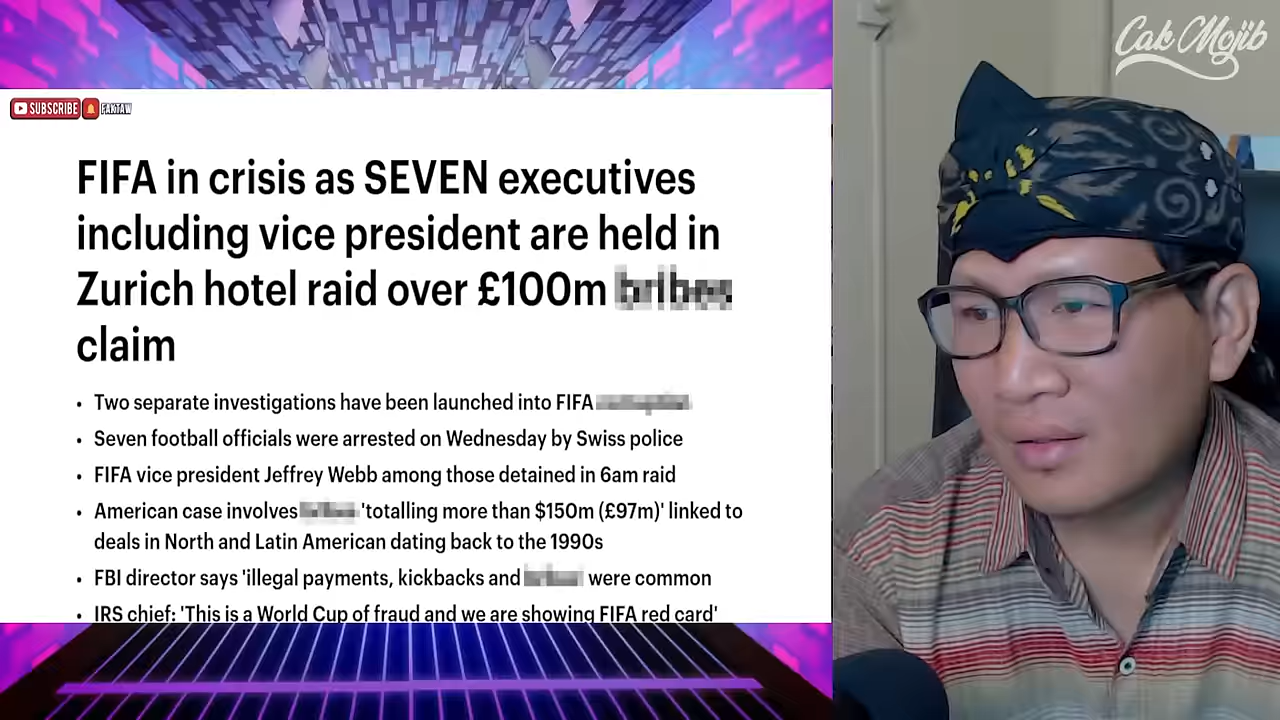 Cak Mojib
SUBSCRIBE
FAKTAW
FIFA in crisis as SEVEN executives
including vice president are held in
Zurich hotel raid over £100m bribes
claim
• Two separate investigations have been launched into FIFA
• Seven football officials were arrested on Wednesday by Swiss police
• FIFA vice president Jeffrey Webb among those detained in 6am raid
• American case involves 'totalling more than $150m (£97m)' linked to
deals in North and Latin American dating back to the 1990s
• FBI director says 'illegal payments, kickbacks and were common
• IRS chief: 'This is a World Cup of fraud and we are showing FIFA red card'